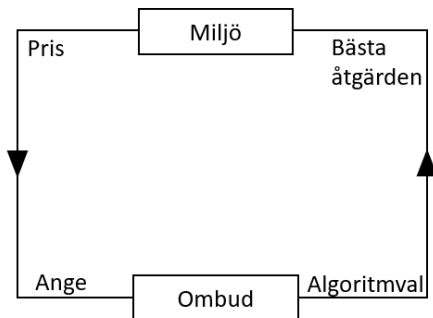 Miljö
Pris
Bästa
åtgärden
Ange
Algoritmval
Ombud